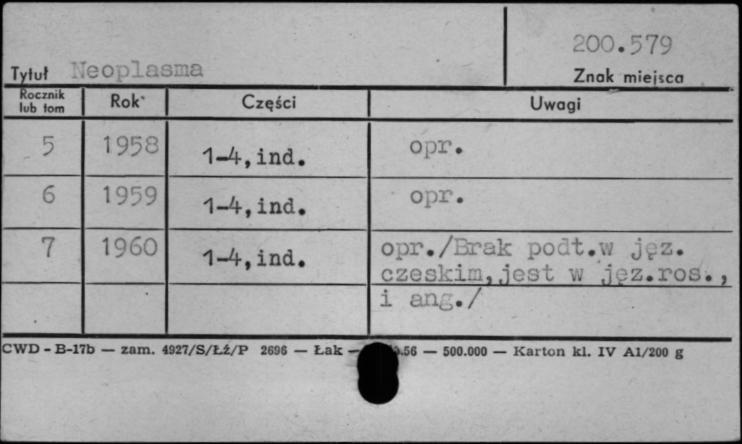 200.579
Tytuł Neoplasma Znak miejsca
Rocznik lub tom Rok Części Uwagi
5 1958 1-4, ind. opr.
6 1959 1-4, ind. opr.
7 1960 1-4, ind. opr./Brak podt.w jęz.
czeskim, jest w jęz.ros.,
i ang./
CWD - B-17b — zam. 4927/S/Łź/P 2696 — Łak — .56 — 500.000 — Karton kl. IV A1/200 g